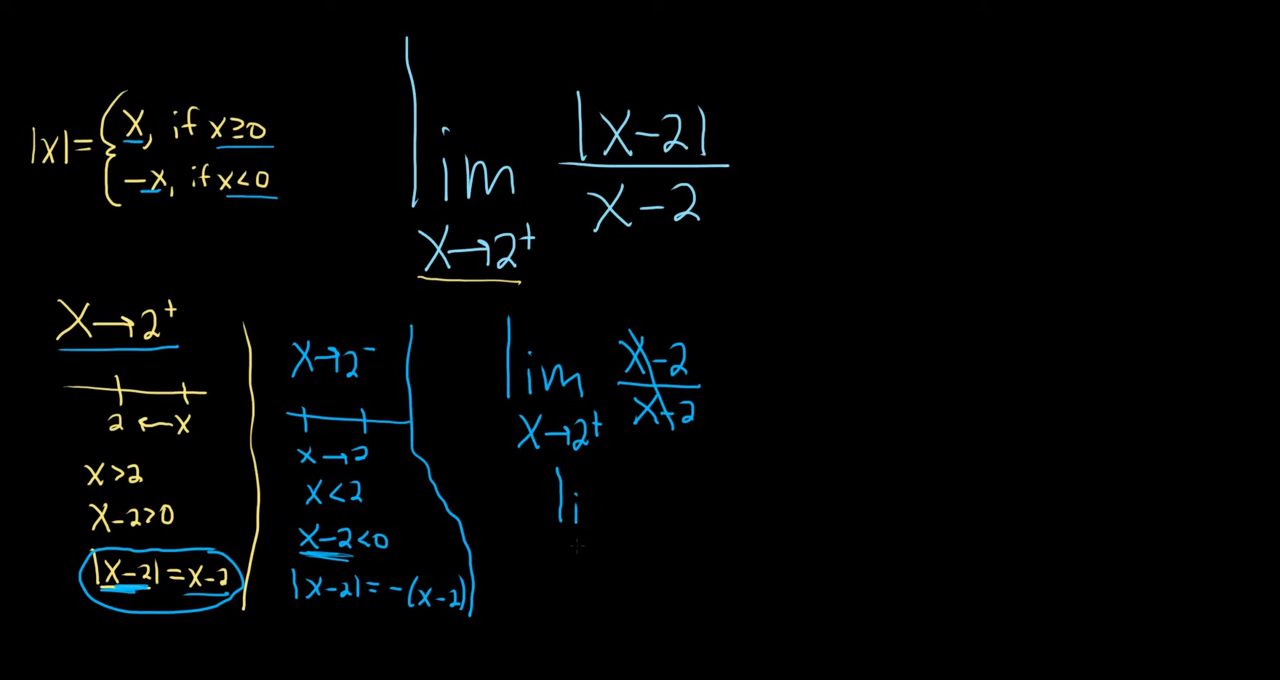 |x| = { x, if x ≥ 0
-x, if x < 0
lim x→2⁺ |x-2| / x-2
x→2⁺
2 ← x
x > 2
x-2 > 0
|x-2| = x-2
x→2⁻
x → 2
x < 2
x-2 < 0
|x-2| = -(x-2)
lim x→2⁺ x-2 / x-2
li